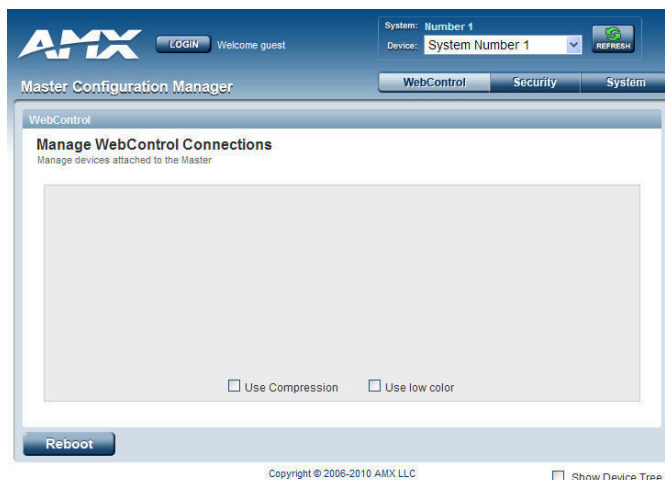 AMX LOGIN Welcome guest
System: Number 1
Device: System Number 1
REFRESH
Master Configuration Manager
WebControl Security System
WebControl
Manage WebControl Connections
Manage devices attached to the Master
Use Compression Use low color
Reboot
Copyright © 2006-2010 AMX LLC
Show Device Tree